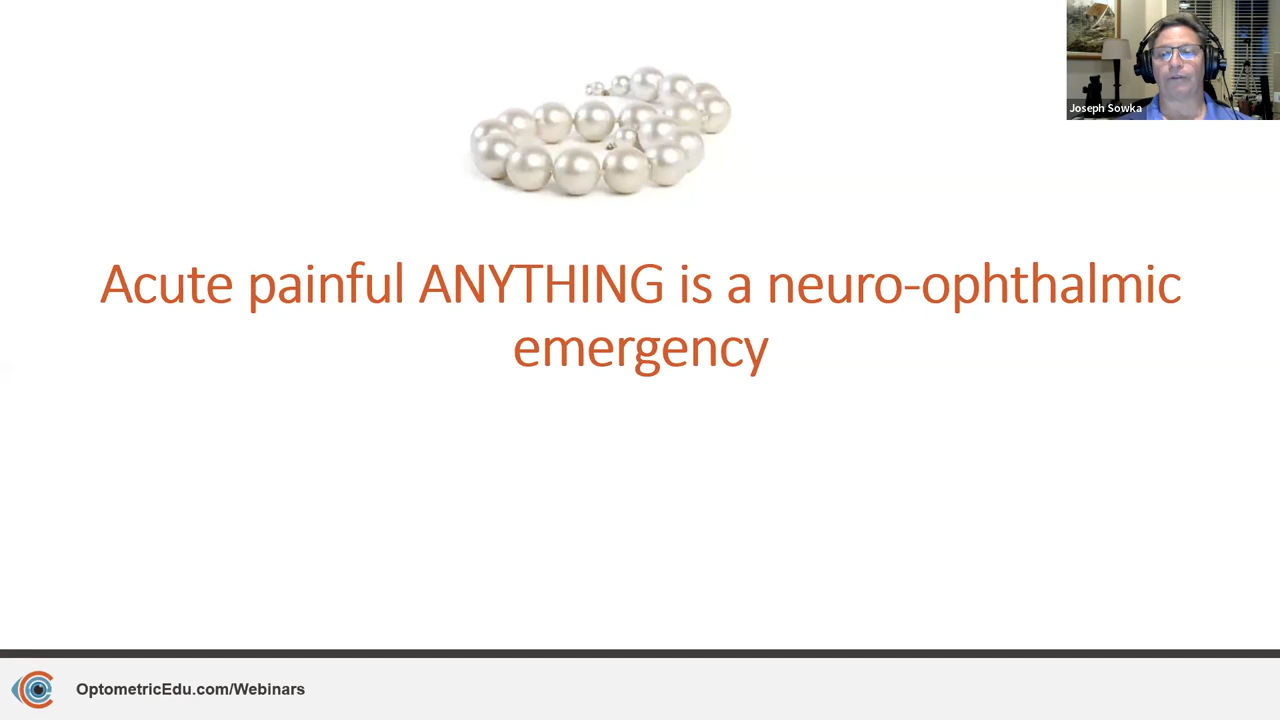 Joseph Sowka
Acute painful ANYTHING is a neuro-ophthalmic
emergency
OptometricEdu.com/Webinars